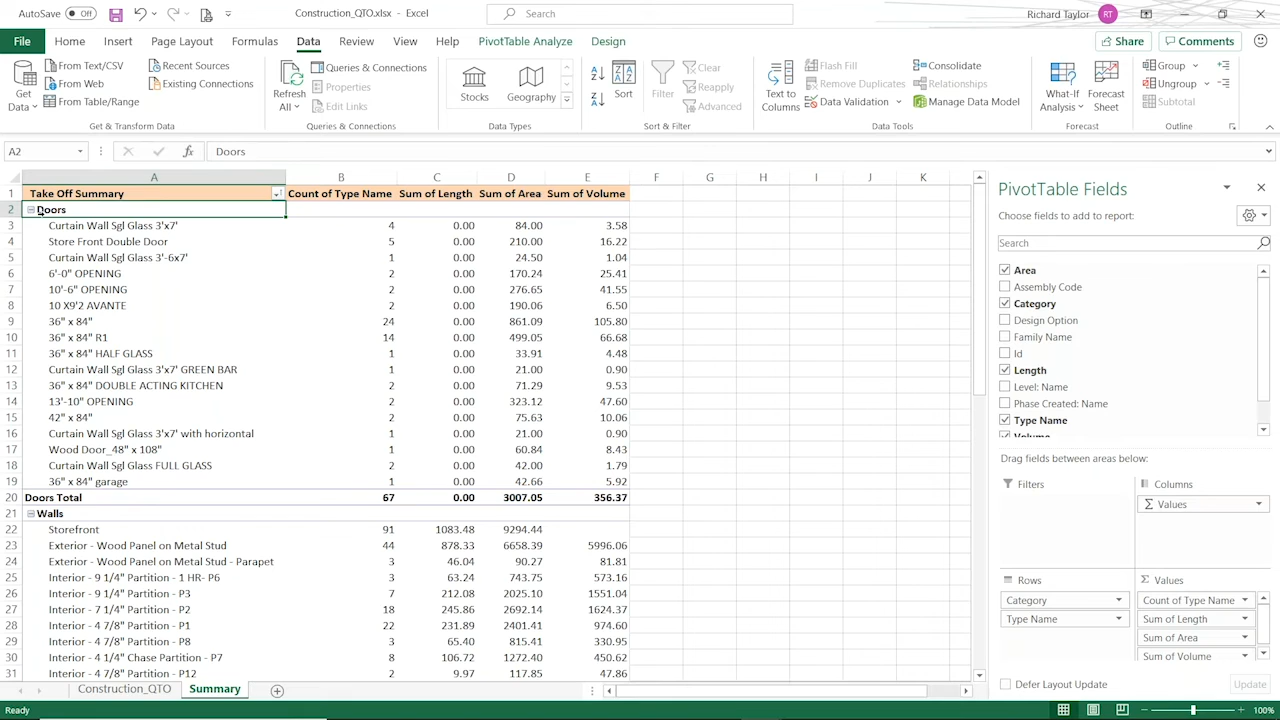 AutoSave Off Construction_QTO.xlsx - Excel Search Richard Taylor RT
File Home Insert Page Layout Formulas Data Review View Help PivotTable Analyze Design Share Comments
Get Data From Text/CSV Recent Sources
From Web Existing Connections
From Table/Range
Get & Transform Data
Refresh All Queries & Connections
Properties
Edit Links
Queries & Connections
Stocks Geography
Data Types
Sort Filter Clear
Reapply
Advanced
Sort & Filter
Text to Columns Flash Fill Consolidate
Remove Duplicates Relationships
Data Validation Manage Data Model
Data Tools
What-If Analysis Forecast Sheet
Forecast
Group
Ungroup
Subtotal
Outline
A2 fx Doors
A B C D E F G H I J K
1 Take Off Summary Count of Type Name Sum of Length Sum of Area Sum of Volume
2 Doors
3 Curtain Wall Sgl Glass 3'x7' 4 0.00 84.00 3.58
4 Store Front Double Door 5 0.00 210.00 16.22
5 Curtain Wall Sgl Glass 3'-6x7' 1 0.00 24.50 1.04
6 6'-0" OPENING 2 0.00 170.24 25.41
7 10'-6" OPENING 2 0.00 276.65 41.55
8 10 X9'2 AVANTE 2 0.00 190.06 6.50
9 36" x 84" 24 0.00 861.09 105.80
10 36" x 84" R1 14 0.00 499.05 66.68
11 36" x 84" HALF GLASS 1 0.00 33.91 4.48
12 Curtain Wall Sgl Glass 3'x7' GREEN BAR 1 0.00 21.00 0.90
13 36" x 84" DOUBLE ACTING KITCHEN 2 0.00 71.29 9.53
14 13'-10" OPENING 2 0.00 323.12 47.60
15 42" x 84" 2 0.00 75.63 10.06
16 Curtain Wall Sgl Glass 3'x7' with horizontal 1 0.00 21.00 0.90
17 Wood Door_48" x 108" 1 0.00 60.84 8.43
18 Curtain Wall Sgl Glass FULL GLASS 2 0.00 42.00 1.79
19 36" x 84" garage 1 0.00 42.66 5.92
20 Doors Total 67 0.00 3007.05 356.37
21 Walls
22 Storefront 91 1083.48 9294.44
23 Exterior - Wood Panel on Metal Stud 44 878.33 6658.39 5996.06
24 Exterior - Wood Panel on Metal Stud - Parapet 3 46.04 90.27 81.81
25 Interior - 9 1/4" Partition - 1 HR- P6 3 63.24 743.75 573.16
26 Interior - 9 1/4" Partition - P3 7 212.08 2025.10 1551.04
27 Interior - 7 1/4" Partition - P2 18 245.86 2692.14 1624.37
28 Interior - 4 7/8" Partition - P1 22 231.89 2401.41 974.60
29 Interior - 4 7/8" Partition - P8 3 65.40 815.41 330.95
30 Interior - 4 1/4" Chase Partition - P7 8 106.72 1272.40 450.62
31 Interior - 4 7/8" Partition - P12 2 9.97 117.85 47.86
Construction_QTO Summary
Ready 100%
PivotTable Fields
Choose fields to add to report:
Search
Area
Assembly Code
Category
Design Option
Family Name
Id
Length
Level: Name
Phase Created: Name
Type Name
Volume
Drag fields between areas below:
Filters Columns
Σ Values
Rows Σ Values
Category Count of Type Name
Type Name Sum of Length
Sum of Area
Sum of Volume
Defer Layout Update Update